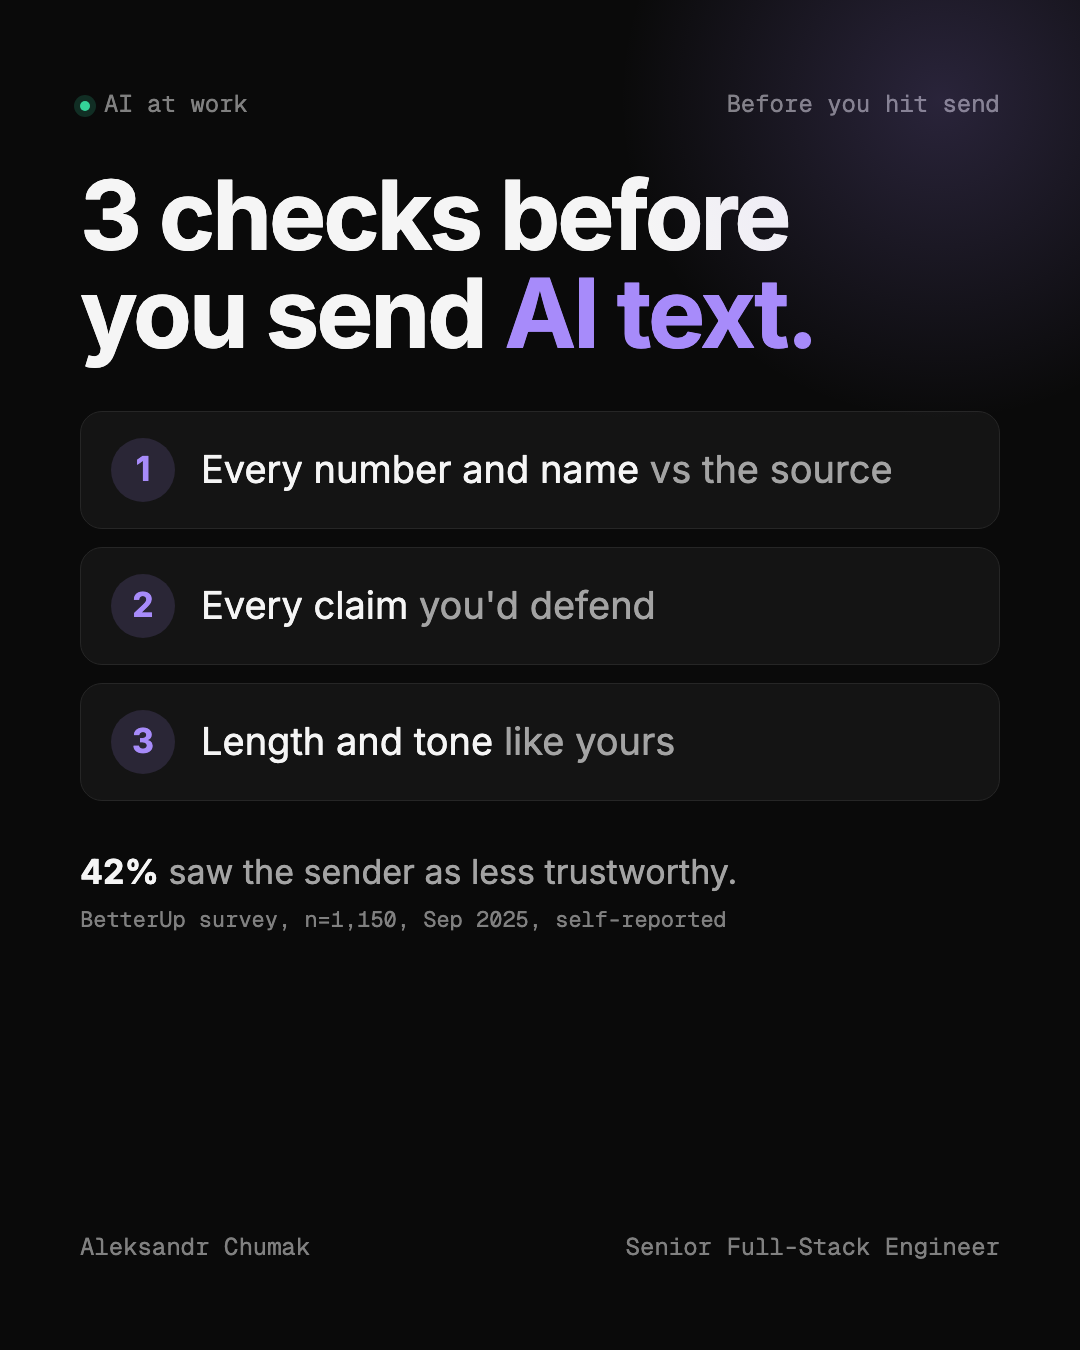 AI at work
Before you hit send
3 checks before
you send AI text.
1 Every number and name vs the source
2 Every claim you'd defend
3 Length and tone like yours
42% saw the sender as less trustworthy.
BetterUp survey, n=1,150, Sep 2025, self-reported
Aleksandr Chumak
Senior Full-Stack Engineer